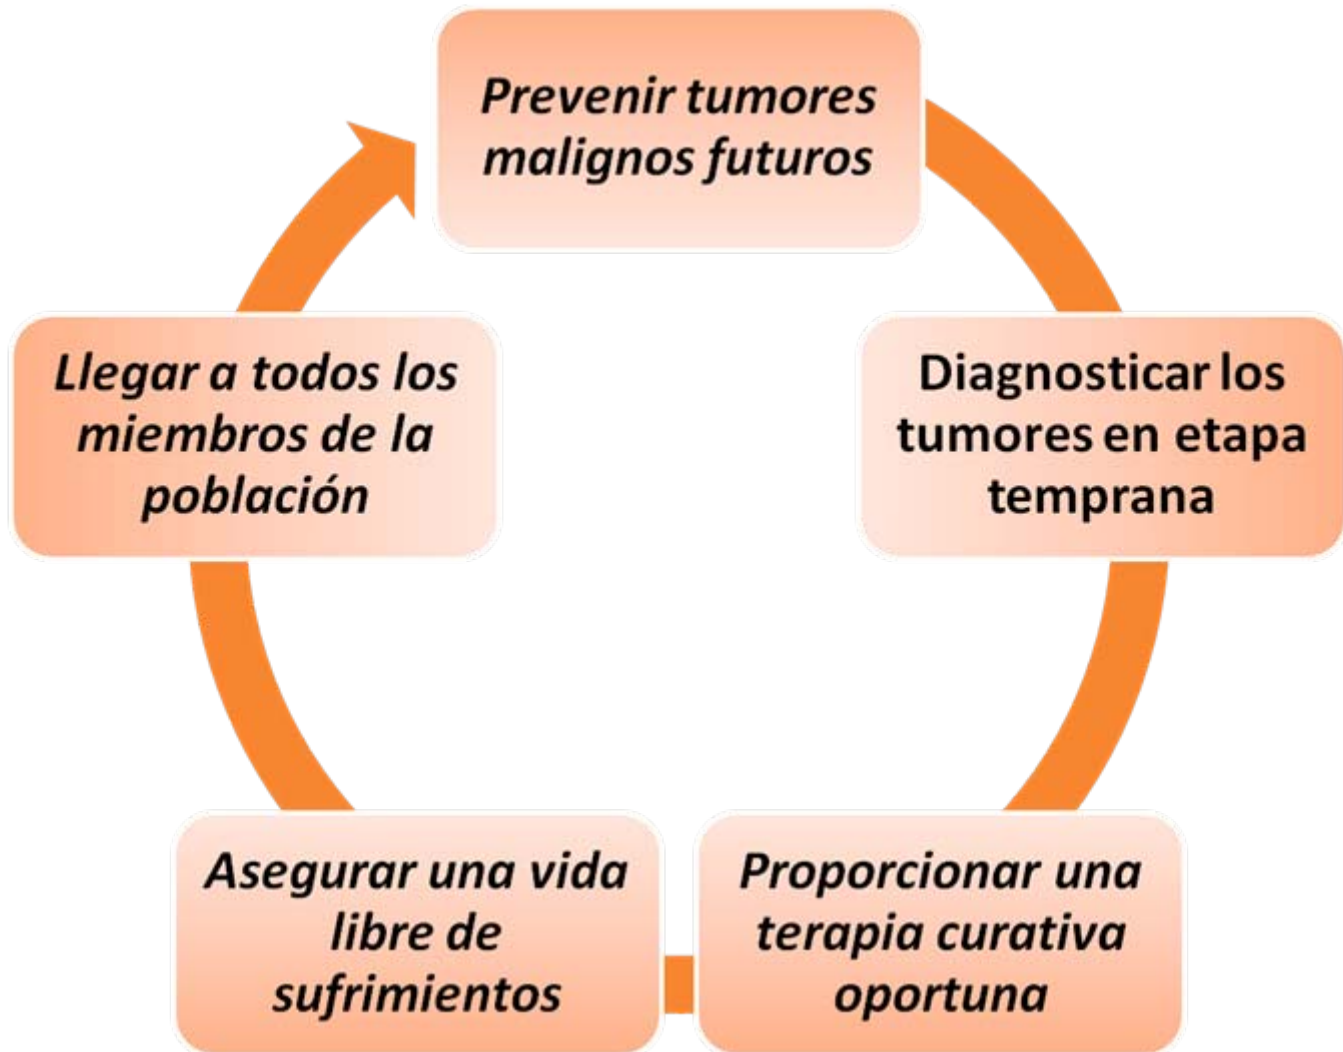 Prevenir tumores
malignos futuros
Diagnosticar los
tumores en etapa
temprana
Proporcionar una
terapia curativa
oportuna
Asegurar una vida
libre de
sufrimientos
Llegar a todos los
miembros de la
población